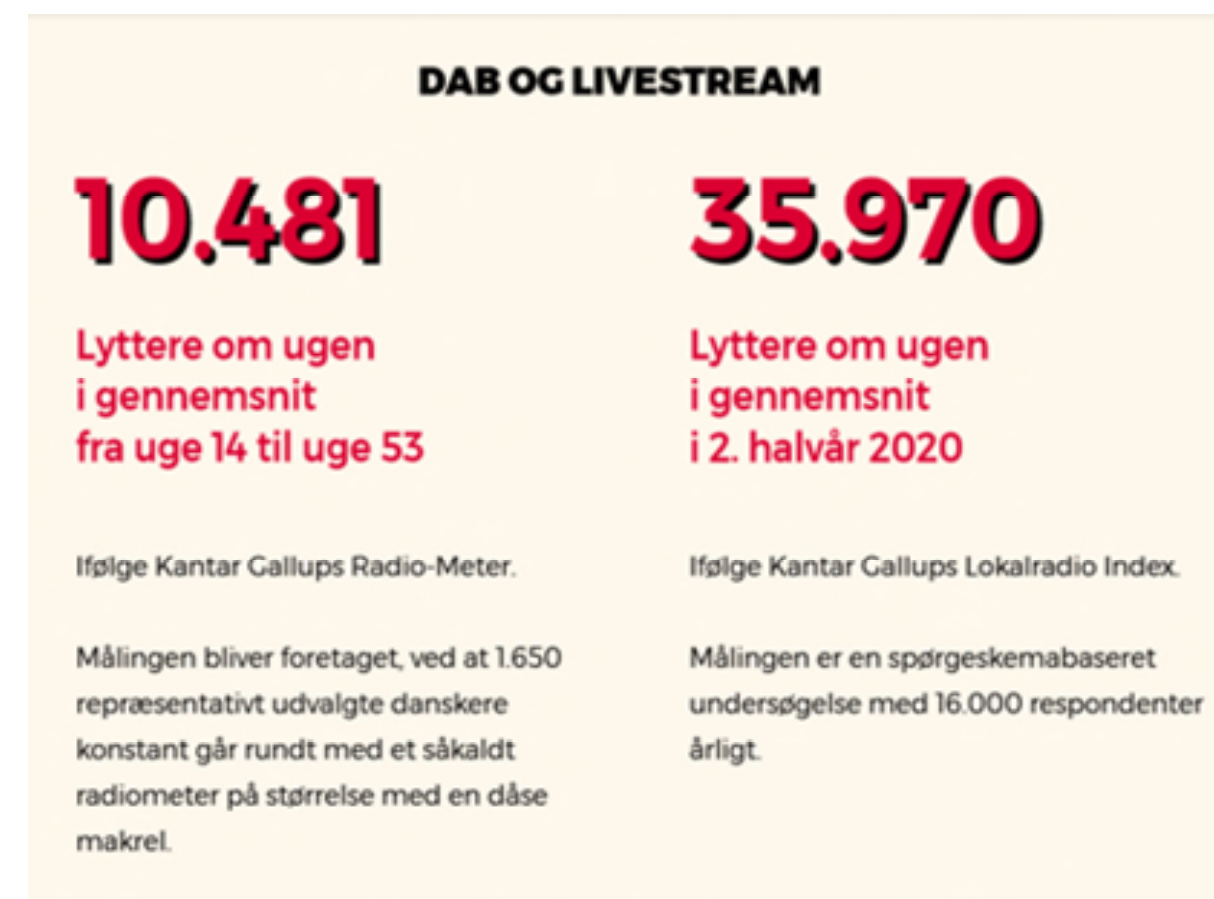 DAB OG LIVESTREAM
10.481
Lyttere om ugen
i gennemsnit
fra uge 14 til uge 53
Ifølge Kantar Gallups Radio-Meter.
Målingen bliver foretaget, ved at 1.650
repræsentativt udvalgte danskere
konstant går rundt med et såkaldt
radiometer på størrelse med en dåse
makrel.
35.970
Lyttere om ugen
i gennemsnit
i 2. halvår 2020
Ifølge Kantar Gallups Lokalradio Index.
Målingen er en spørgeskemabaseret
undersøgelse med 16.000 respondenter
årligt.